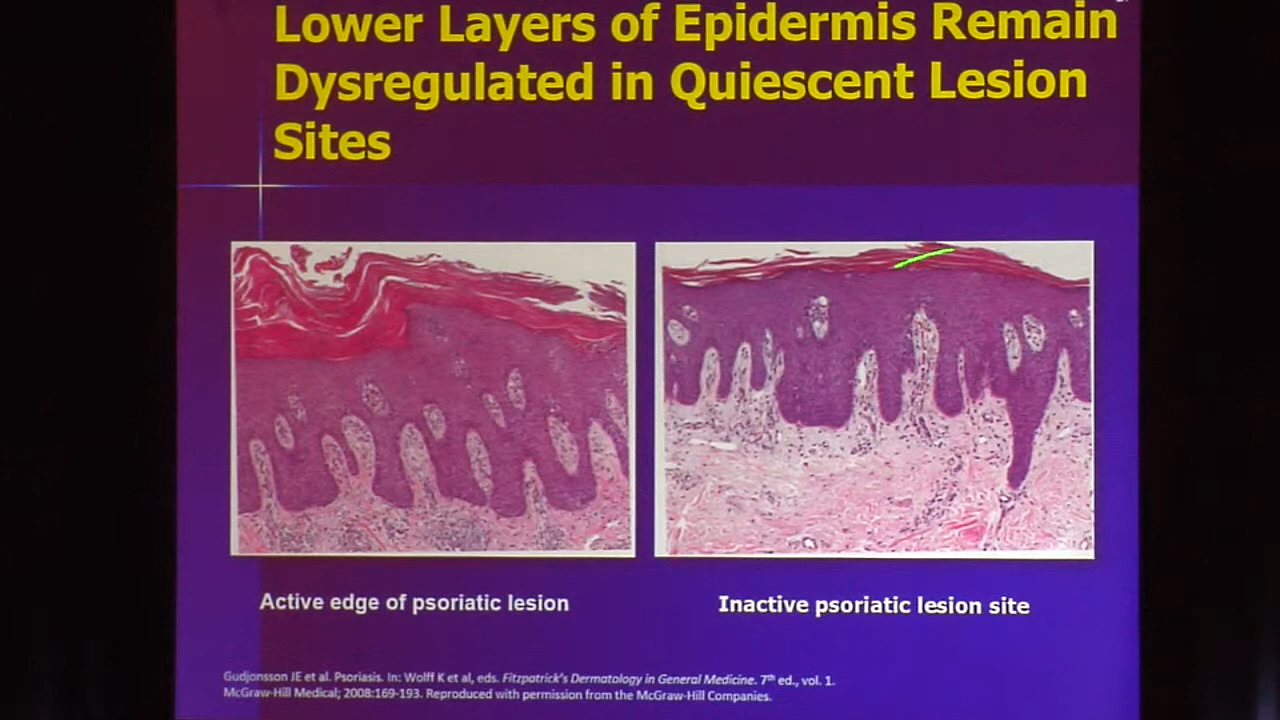 Lower Layers of Epidermis Remain
Dysregulated in Quiescent Lesion
Sites
Active edge of psoriatic lesion
Inactive psoriatic lesion site
Gudjonsson JE et al. Psoriasis. In: Wolff K et al, eds. Fitzpatrick's Dermatology in General Medicine. 7th ed., vol. 1.
McGraw-Hill Medical; 2008:169-193. Reproduced with permission from the McGraw-Hill Companies.